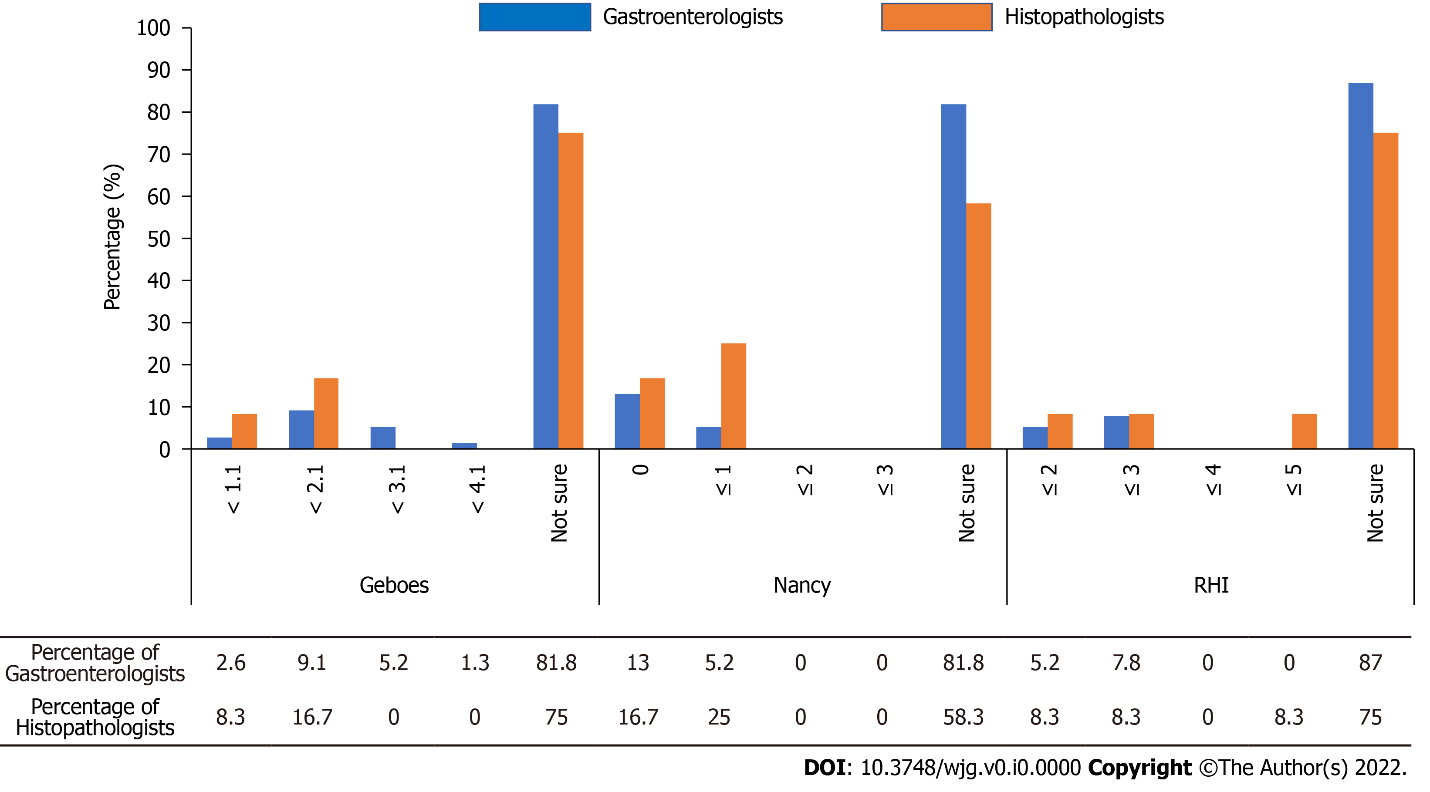 Gastroenterologists Histopathologists
Percentage (%)
100
90
80
70
60
50
40
30
20
10
0
< 1.1 < 2.1 < 3.1 < 4.1 Not sure 0 ≤ 1 ≤ 2 ≤ 3 Not sure ≤ 2 ≤ 3 ≤ 4 ≤ 5 Not sure
Geboes Nancy RHI
Percentage of
Gastroenterologists 2.6 9.1 5.2 1.3 81.8 13 5.2 0 0 81.8 5.2 7.8 0 0 87
Percentage of
Histopathologists 8.3 16.7 0 0 75 16.7 25 0 0 58.3 8.3 8.3 0 8.3 75
DOI: 10.3748/wjg.v0.i0.0000 Copyright ©The Author(s) 2022.